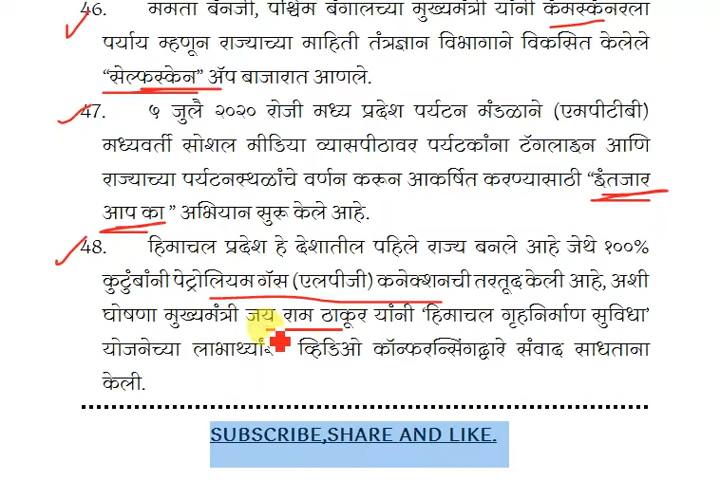 46. ममता बॅनर्जी, पश्चिम बंगालच्या मुख्यमंत्री यांनी कॅमस्कॅनरला
पर्याय म्हणून राज्याच्या माहिती तंत्रज्ञान विभागाने विकसित केलेले
“सेल्फस्केन” ॲप बाजारात आणले.
47. ५ जुलै २०२० रोजी मध्य प्रदेश पर्यटन मंडळाने (एमपीटीबी)
मध्यवर्ती सोशल मीडिया व्यासपीठावर पर्यटकांना टॅगलाइन आणि
राज्याच्या पर्यटनस्थळांचे वर्णन करून आकर्षित करण्यासाठी “इंतजार
आप का” अभियान सुरू केले आहे.
48. हिमाचल प्रदेश हे देशातील पहिले राज्य बनले आहे जेथे १००%
कुटुंबांनी पेट्रोलियम गॅस (एलपीजी) कनेक्शनची तरतूद केली आहे, अशी
घोषणा मुख्यमंत्री जय राम ठाकूर यांनी ‘हिमाचल गृहनिर्माण सुविधा’
योजनेच्या व्हिडिओ कॉन्फरन्सिंगद्वारे संवाद साधताना
केली.
SUBSCRIBE,SHARE AND LIKE.